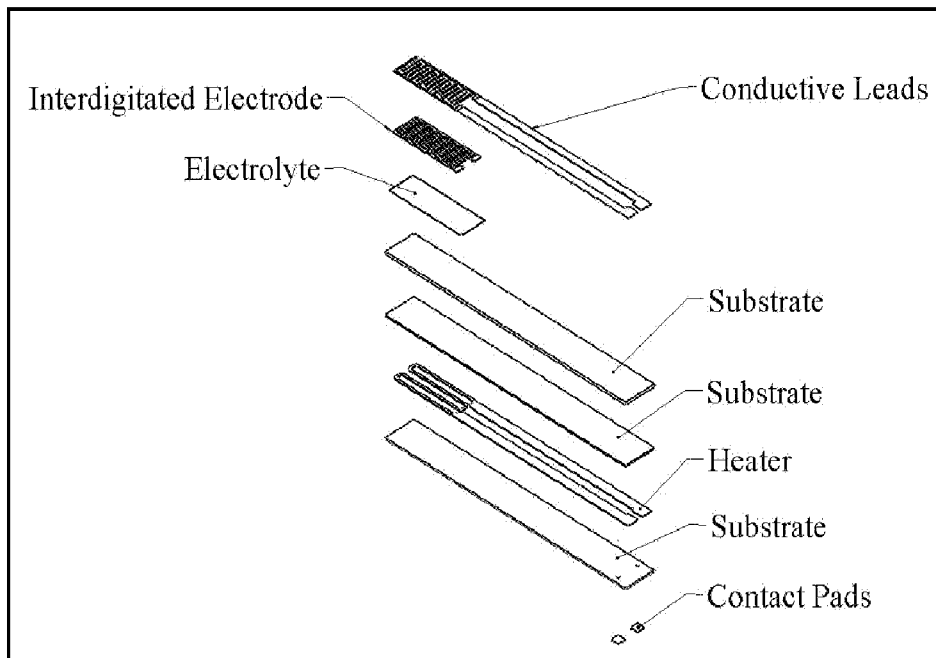 Conductive Leads
Interdigitated Electrode
Electrolyte
Substrate
Substrate
Heater
Substrate
Contact Pads